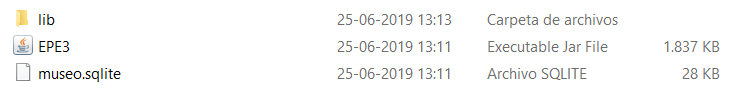 lib 25-06-2019 13:13 Carpeta de archivos
EPE3 25-06-2019 13:11 Executable Jar File 1.837 KB
museo.sqlite 25-06-2019 13:11 Archivo SQLITE 28 KB